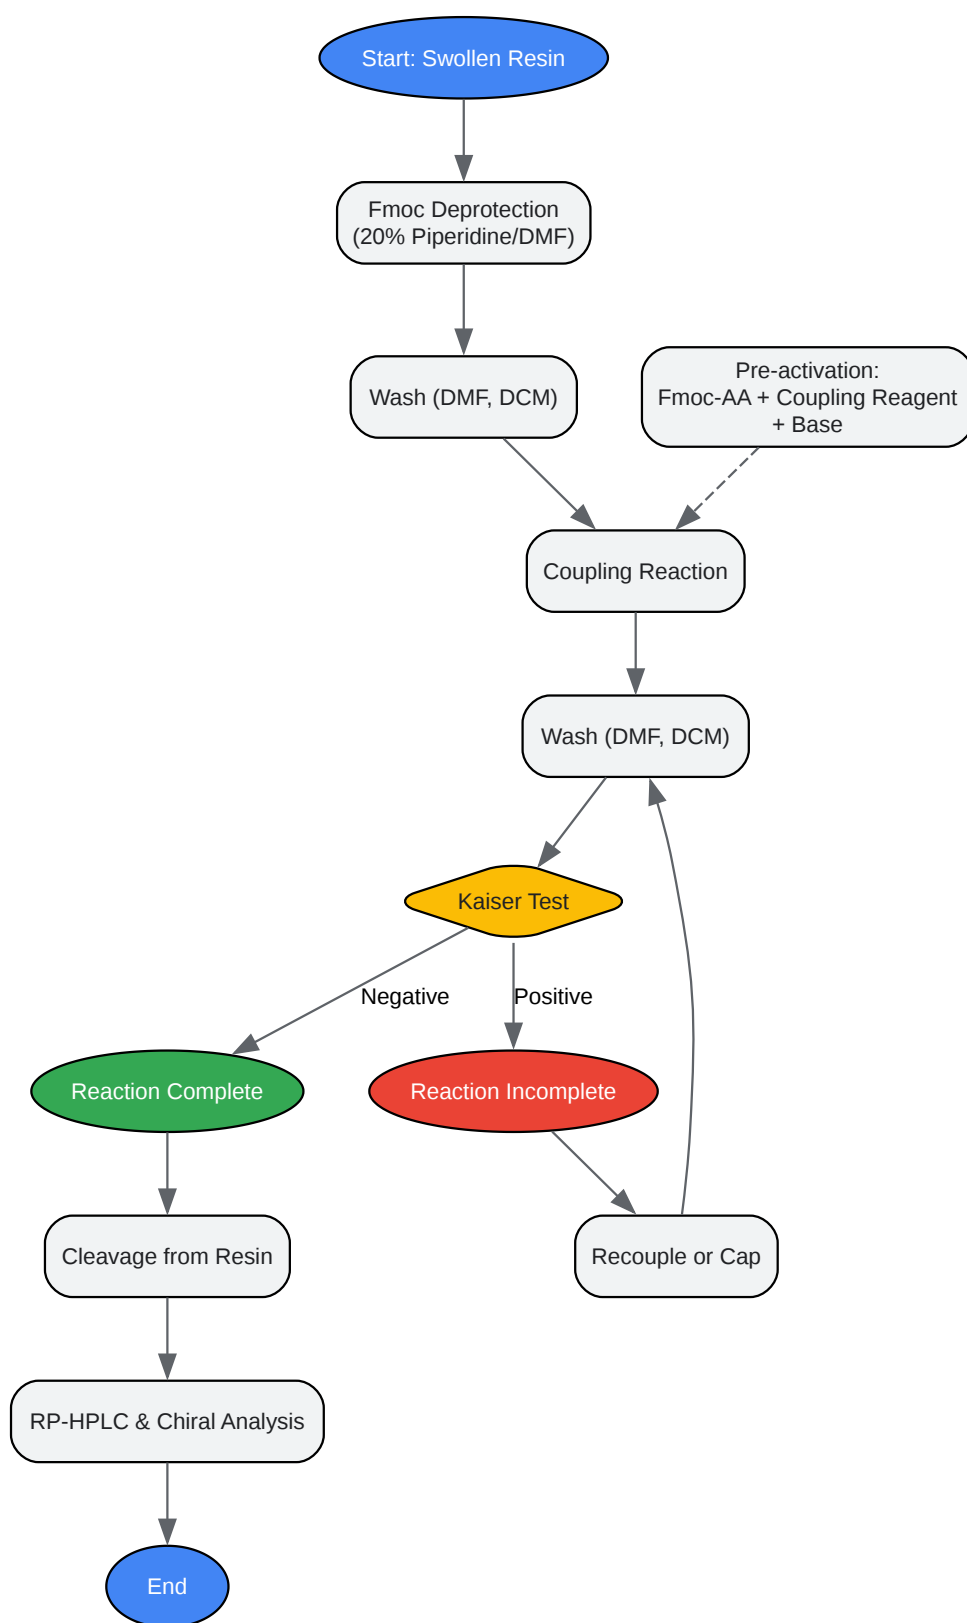 Start: Swollen Resin
Fmoc Deprotection
(20% Piperidine/DMF)
Wash (DMF, DCM)
Pre-activation:
Fmoc-AA + Coupling Reagent
+ Base
Coupling Reaction
Wash (DMF, DCM)
Kaiser Test
Negative
Positive
Reaction Complete
Reaction Incomplete
Cleavage from Resin
Recouple or Cap
RP-HPLC & Chiral Analysis
End